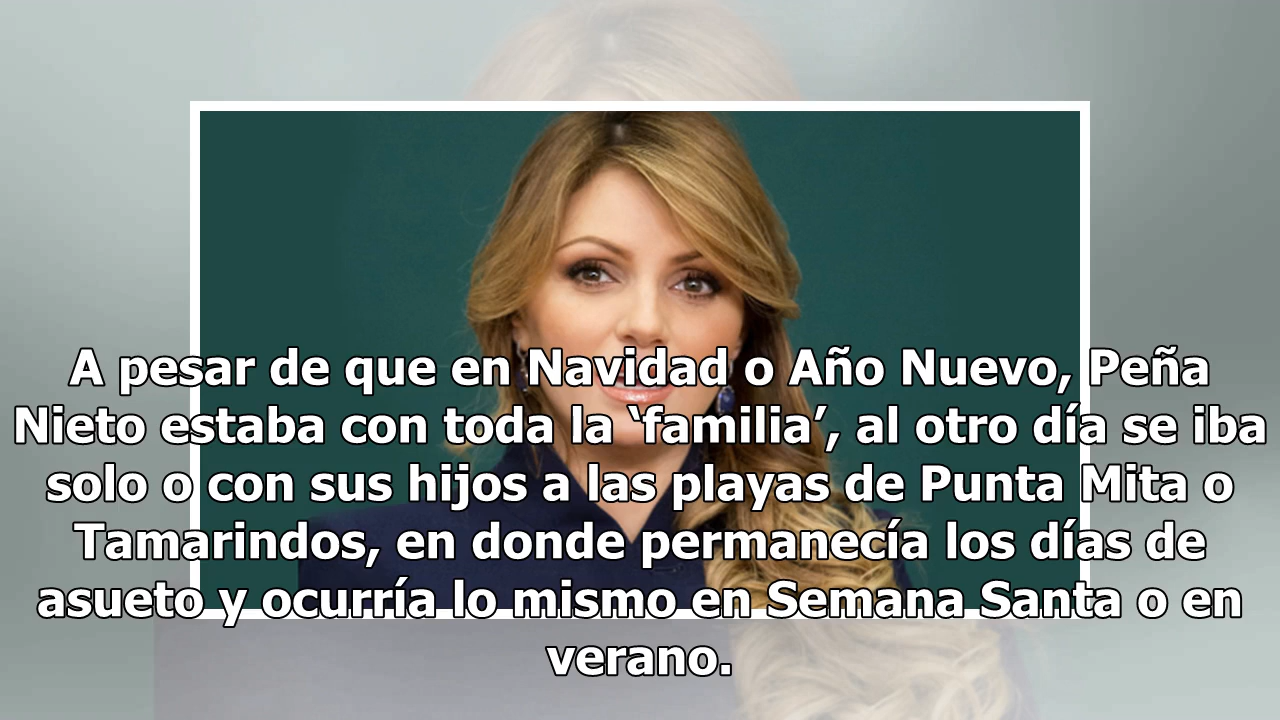 A pesar de que en Navidad o Año Nuevo, Peña
Nieto estaba con toda la ‘familia’, al otro día se iba
solo o con sus hijos a las playas de Punta Mita o
Tamarindos, en donde permanecía los días de
asueto y ocurría lo mismo en Semana Santa o en
verano.